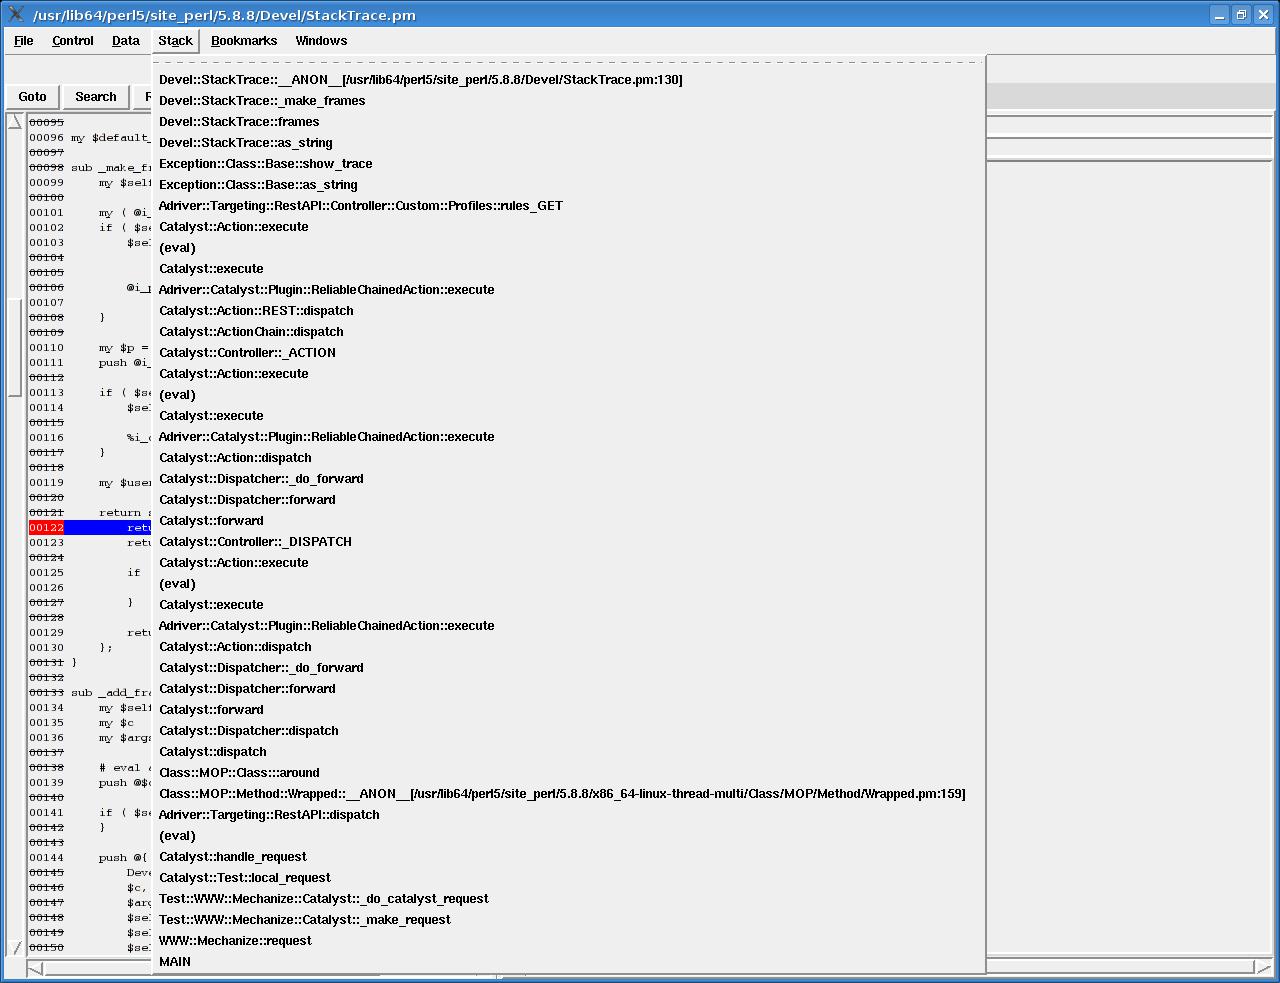 /usr/lib64/perl5/site_perl/5.8.8/Devel/StackTrace.pm
File Control Data Stack Bookmarks Windows
Goto Search R
Devel::StackTrace::__ANON__[/usr/lib64/perl5/site_perl/5.8.8/Devel/StackTrace.pm:130]
Devel::StackTrace::_make_frames
Devel::StackTrace::frames
Devel::StackTrace::as_string
Exception::Class::Base::show_trace
Exception::Class::Base::as_string
Adriver::Targeting::RestAPI::Controller::Custom::Profiles::rules_GET
Catalyst::Action::execute
(eval)
Catalyst::execute
Adriver::Catalyst::Plugin::ReliableChainedAction::execute
Catalyst::Action::REST::dispatch
Catalyst::ActionChain::dispatch
Catalyst::Controller::_ACTION
Catalyst::Action::execute
(eval)
Catalyst::execute
Adriver::Catalyst::Plugin::ReliableChainedAction::execute
Catalyst::Action::dispatch
Catalyst::Dispatcher::_do_forward
Catalyst::Dispatcher::forward
Catalyst::forward
Catalyst::Controller::_DISPATCH
Catalyst::Action::execute
(eval)
Catalyst::execute
Adriver::Catalyst::Plugin::ReliableChainedAction::execute
Catalyst::Action::dispatch
Catalyst::Dispatcher::_do_forward
Catalyst::Dispatcher::forward
Catalyst::forward
Catalyst::Dispatcher::dispatch
Catalyst::dispatch
Class::MOP::Class:::around
Class::MOP::Method::Wrapped::__ANON__[/usr/lib64/perl5/site_perl/5.8.8/x86_64-linux-thread-multi/Class/MOP/Method/Wrapped.pm:159]
Adriver::Targeting::RestAPI::dispatch
(eval)
Catalyst::handle_request
Catalyst::Test::local_request
Test::WWW::Mechanize::Catalyst::_do_catalyst_request
Test::WWW::Mechanize::Catalyst::_make_request
WWW::Mechanize::request
MAIN
00095
00096 my $default_
00097
00098 sub _make_fr
00099 my $self
00100
00101 my ( @i_
00102 if ( $se
00103 $sel
00104
00105
00106 @i_p
00107
00108 }
00109
00110 my $p =
00111 push @i_
00112
00113 if ( $se
00114 $sel
00115
00116 %i_c
00117 }
00118
00119 my $user
00120
00121 return s
00122 retu
00123 retu
00124
00125 if
00126
00127 }
00128
00129 retu
00130 };
00131 }
00132
00133 sub _add_fra
00134 my $self
00135 my $c
00136 my $args
00137
00138 # eval a
00139 push @$c
00140
00141 if ( $se
00142 }
00143
00144 push @{
00145 Deve
00146 $c,
00147 $arg
00148 $sel
00149 $sel
00150 $sel